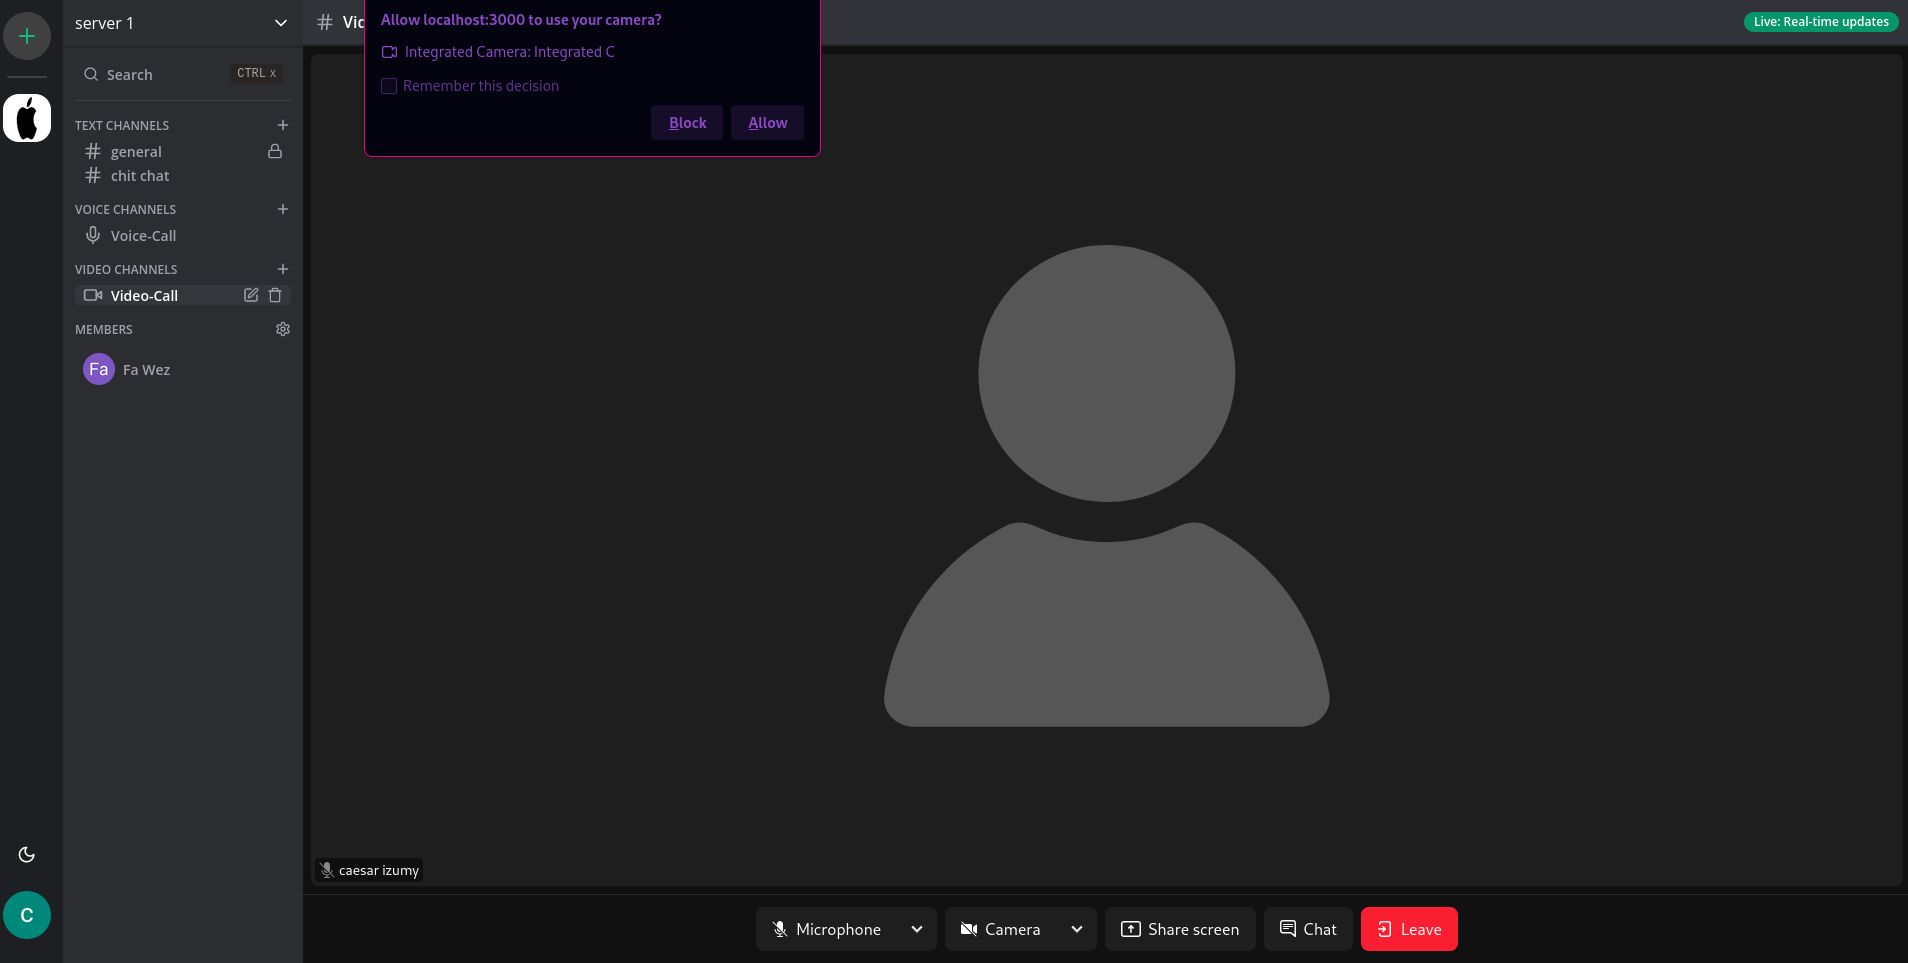 server 1
Search
CTRL X
TEXT CHANNELS
general
chit chat
VOICE CHANNELS
Voice-Call
VIDEO CHANNELS
Video-Call
MEMBERS
Fa
Fa Wez
C
# Vid
Allow localhost:3000 to use your camera?
Integrated Camera: Integrated C
Remember this decision
Block
Allow
Live: Real-time updates
caesar izumy
Microphone
Camera
Share screen
Chat
Leave